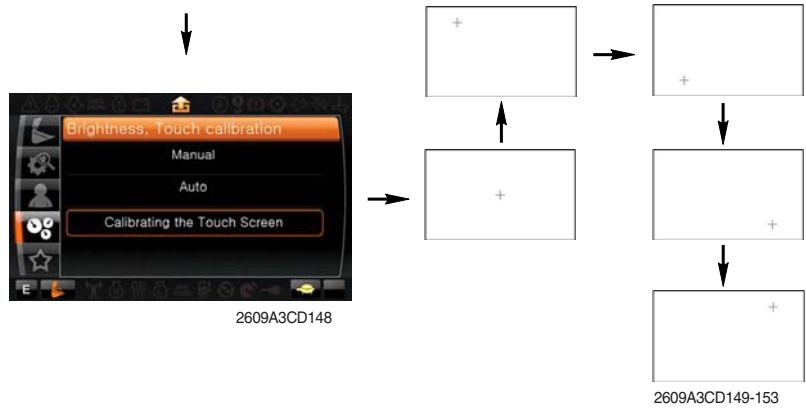 Brightness, Touch calibration
Manual
Auto
Calibrating the Touch Screen
E
2609A3CD148
2609A3CD149-153